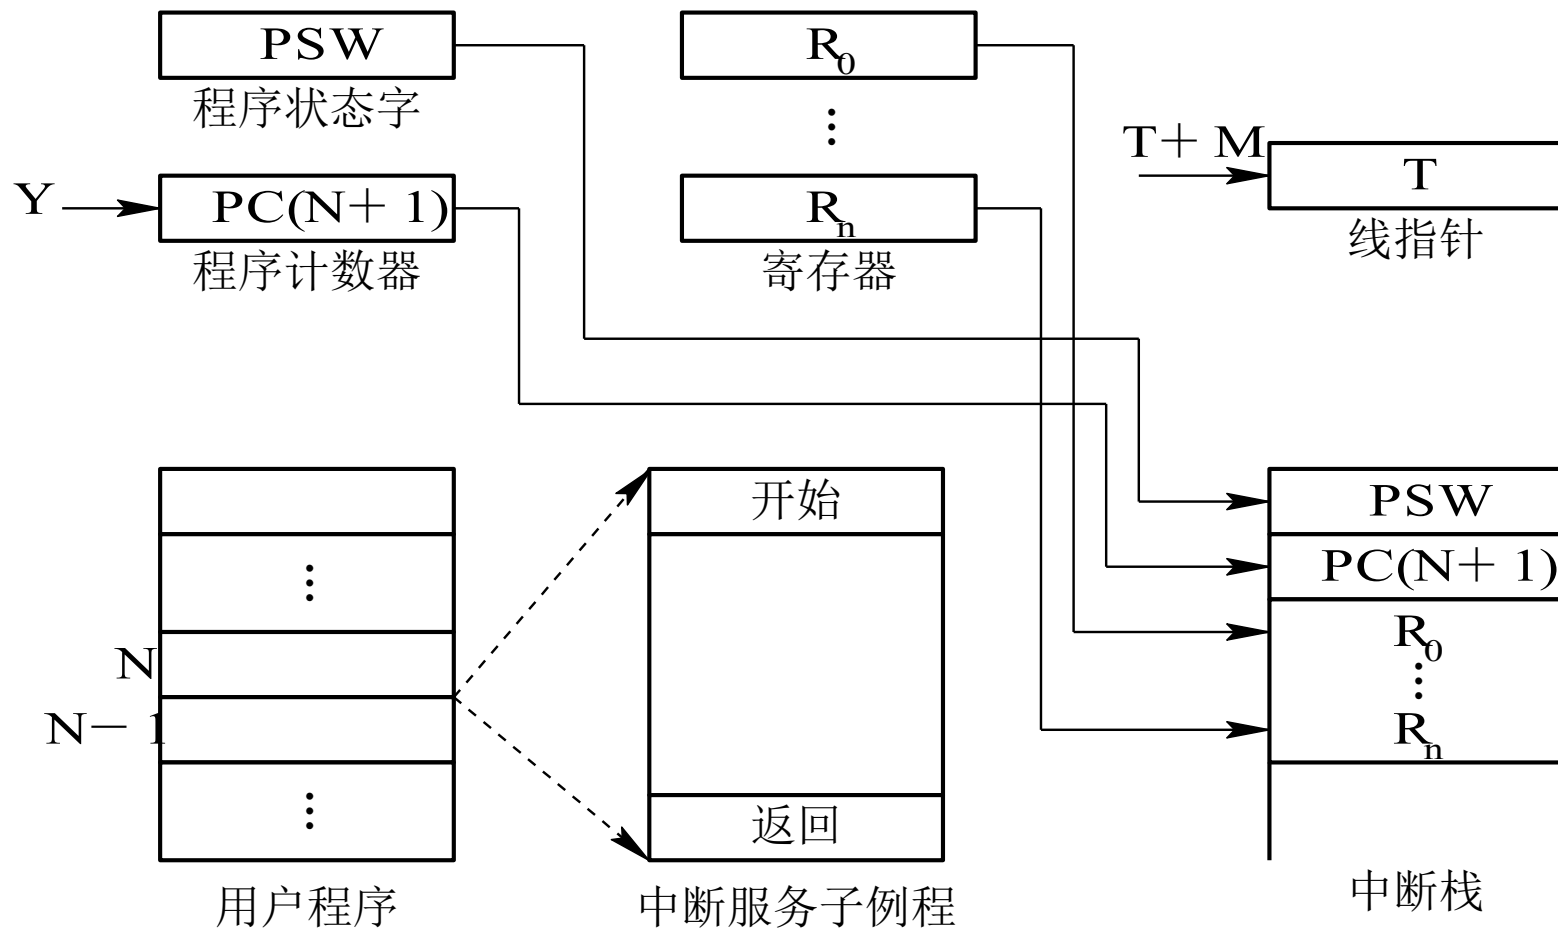 PSW
程序状态字
Y
PC(N+ 1)
程序计数器
R0
⋮
Rn
寄存器
T+ M
T
线指针
⋮
N
N− 1
⋮
用户程序
开始
返回
中断服务子例程
PSW
PC(N+ 1)
R0
⋮
Rn
中断栈